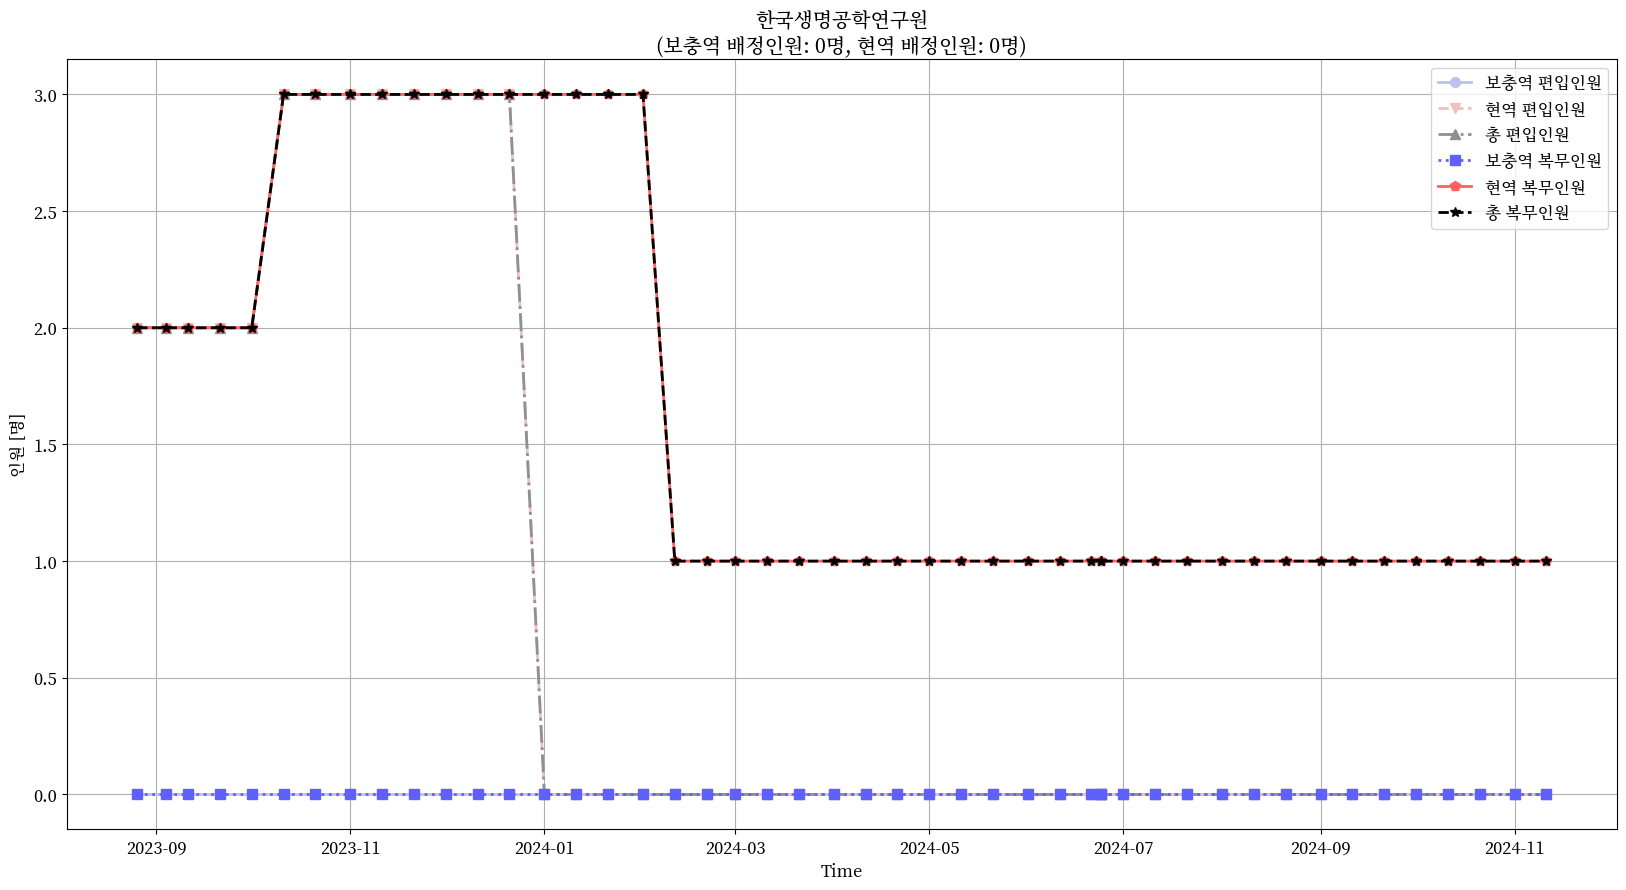 한국생명공학연구원
(보충역 배정인원: 0명, 현역 배정인원: 0명)
보충역 편입인원
현역 편입인원
총 편입인원
보충역 복무인원
현역 복무인원
총 복무인원
인원 [명]
3.0
2.5
2.0
1.5
1.0
0.5
0.0
2023-09
2023-11
2024-01
2024-03
2024-05
2024-07
2024-09
2024-11
Time